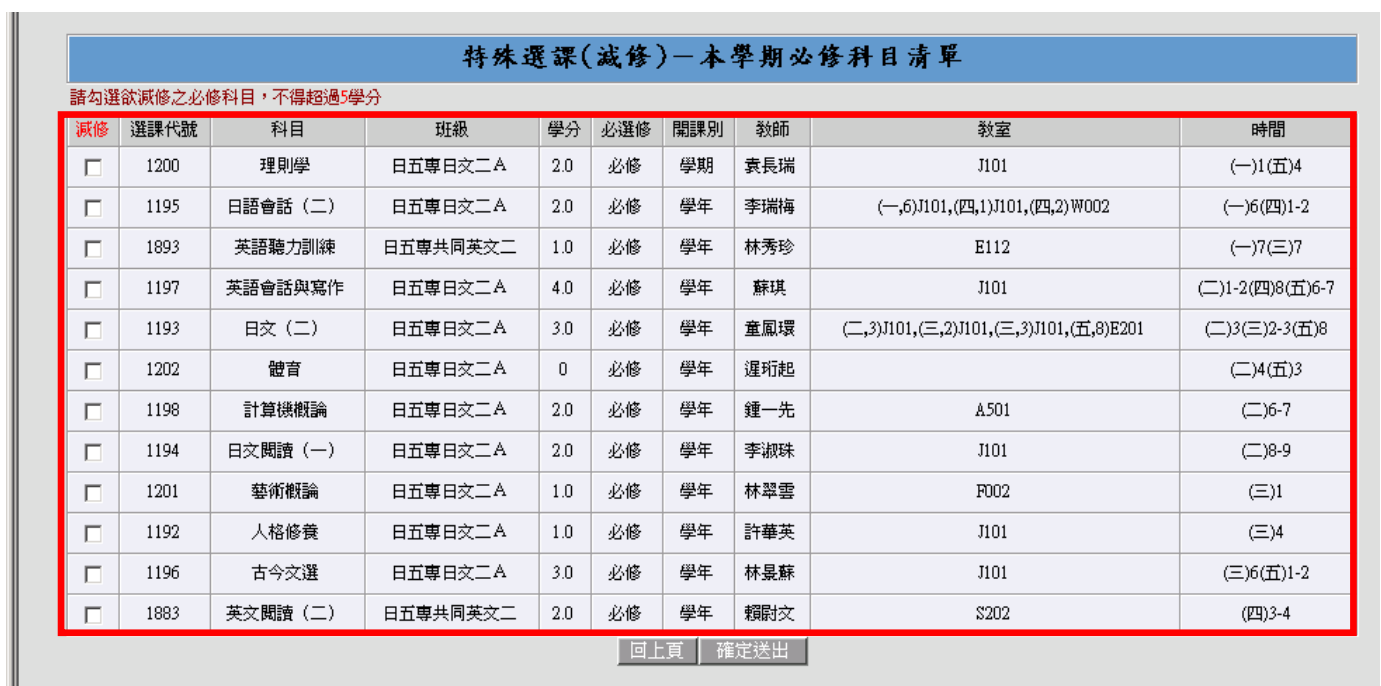 特殊選課(減修)－本學期必修科目清單
請勾選欲減修之必修科目，不得超過5學分
減修 選課代號 科目 班級 學分 必選修 開課別 教師 教室 時間
1200 理則學 日五專日文二A 2.0 必修 學期 袁長瑞 J101 (一)1(五)4
1195 日語會話（二） 日五專日文二A 2.0 必修 學年 李瑞梅 (一,6)J101,(四,1)J101,(四,2)W002 (一)6(四)1-2
1893 英語聽力訓練 日五專共同英文二 1.0 必修 學年 林秀珍 E112 (一)7(三)7
1197 英語會話與寫作 日五專日文二A 4.0 必修 學年 蘇琪 J101 (二)1-2(四)8(五)6-7
1193 日文（二） 日五專日文二A 3.0 必修 學年 童鳳環 (二,3)J101,(三,2)J101,(三,3)J101,(五,8)E201 (二)3(三)2-3(五)8
1202 體育 日五專日文二A 0 必修 學年 遲珩起 (二)4(五)3
1198 計算機概論 日五專日文二A 2.0 必修 學年 鍾一先 A501 (二)6-7
1194 日文閱讀（一） 日五專日文二A 2.0 必修 學年 李淑珠 J101 (二)8-9
1201 藝術概論 日五專日文二A 1.0 必修 學年 林翠雲 F002 (三)1
1192 人格修養 日五專日文二A 1.0 必修 學年 許華英 J101 (三)4
1196 古今文選 日五專日文二A 3.0 必修 學年 林景蘇 J101 (三)6(五)1-2
1883 英文閱讀（二） 日五專共同英文二 2.0 必修 學年 賴尉文 S202 (四)3-4
回上頁 確定送出